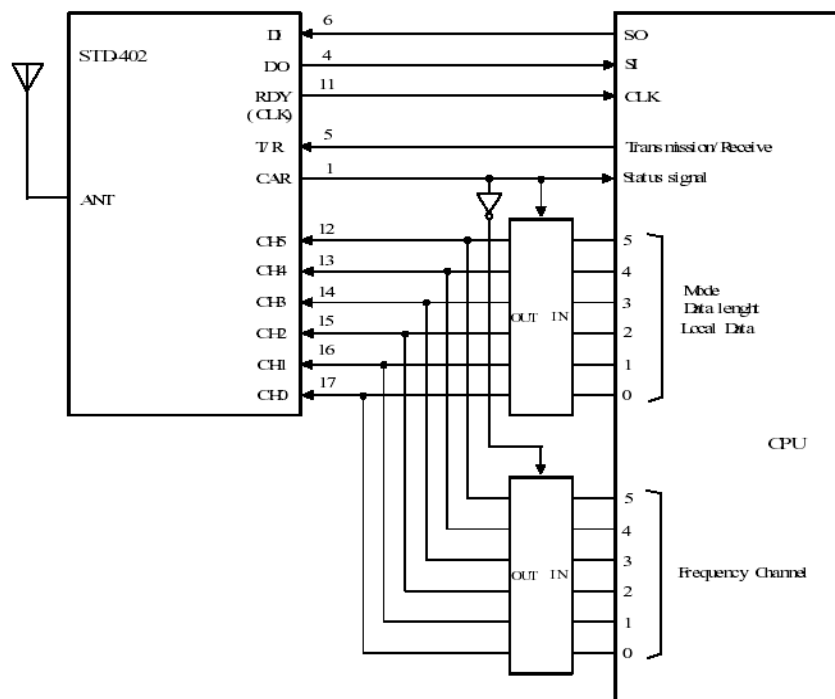 STD-402
ANT
DI 6 SO
DO 4 SI
RDY 11 CLK
(CLK)
T/R 5 Transmission/Receive
CAR 1 Status signal
CH5 12 5
CH4 13 4
CH3 14 3
CH2 15 2
CH1 16 1
CH0 17 0
OUT IN
Mode
Data lenght
Local Data
CPU
5
4
3
2
1
0
OUT IN
Frequency Channel